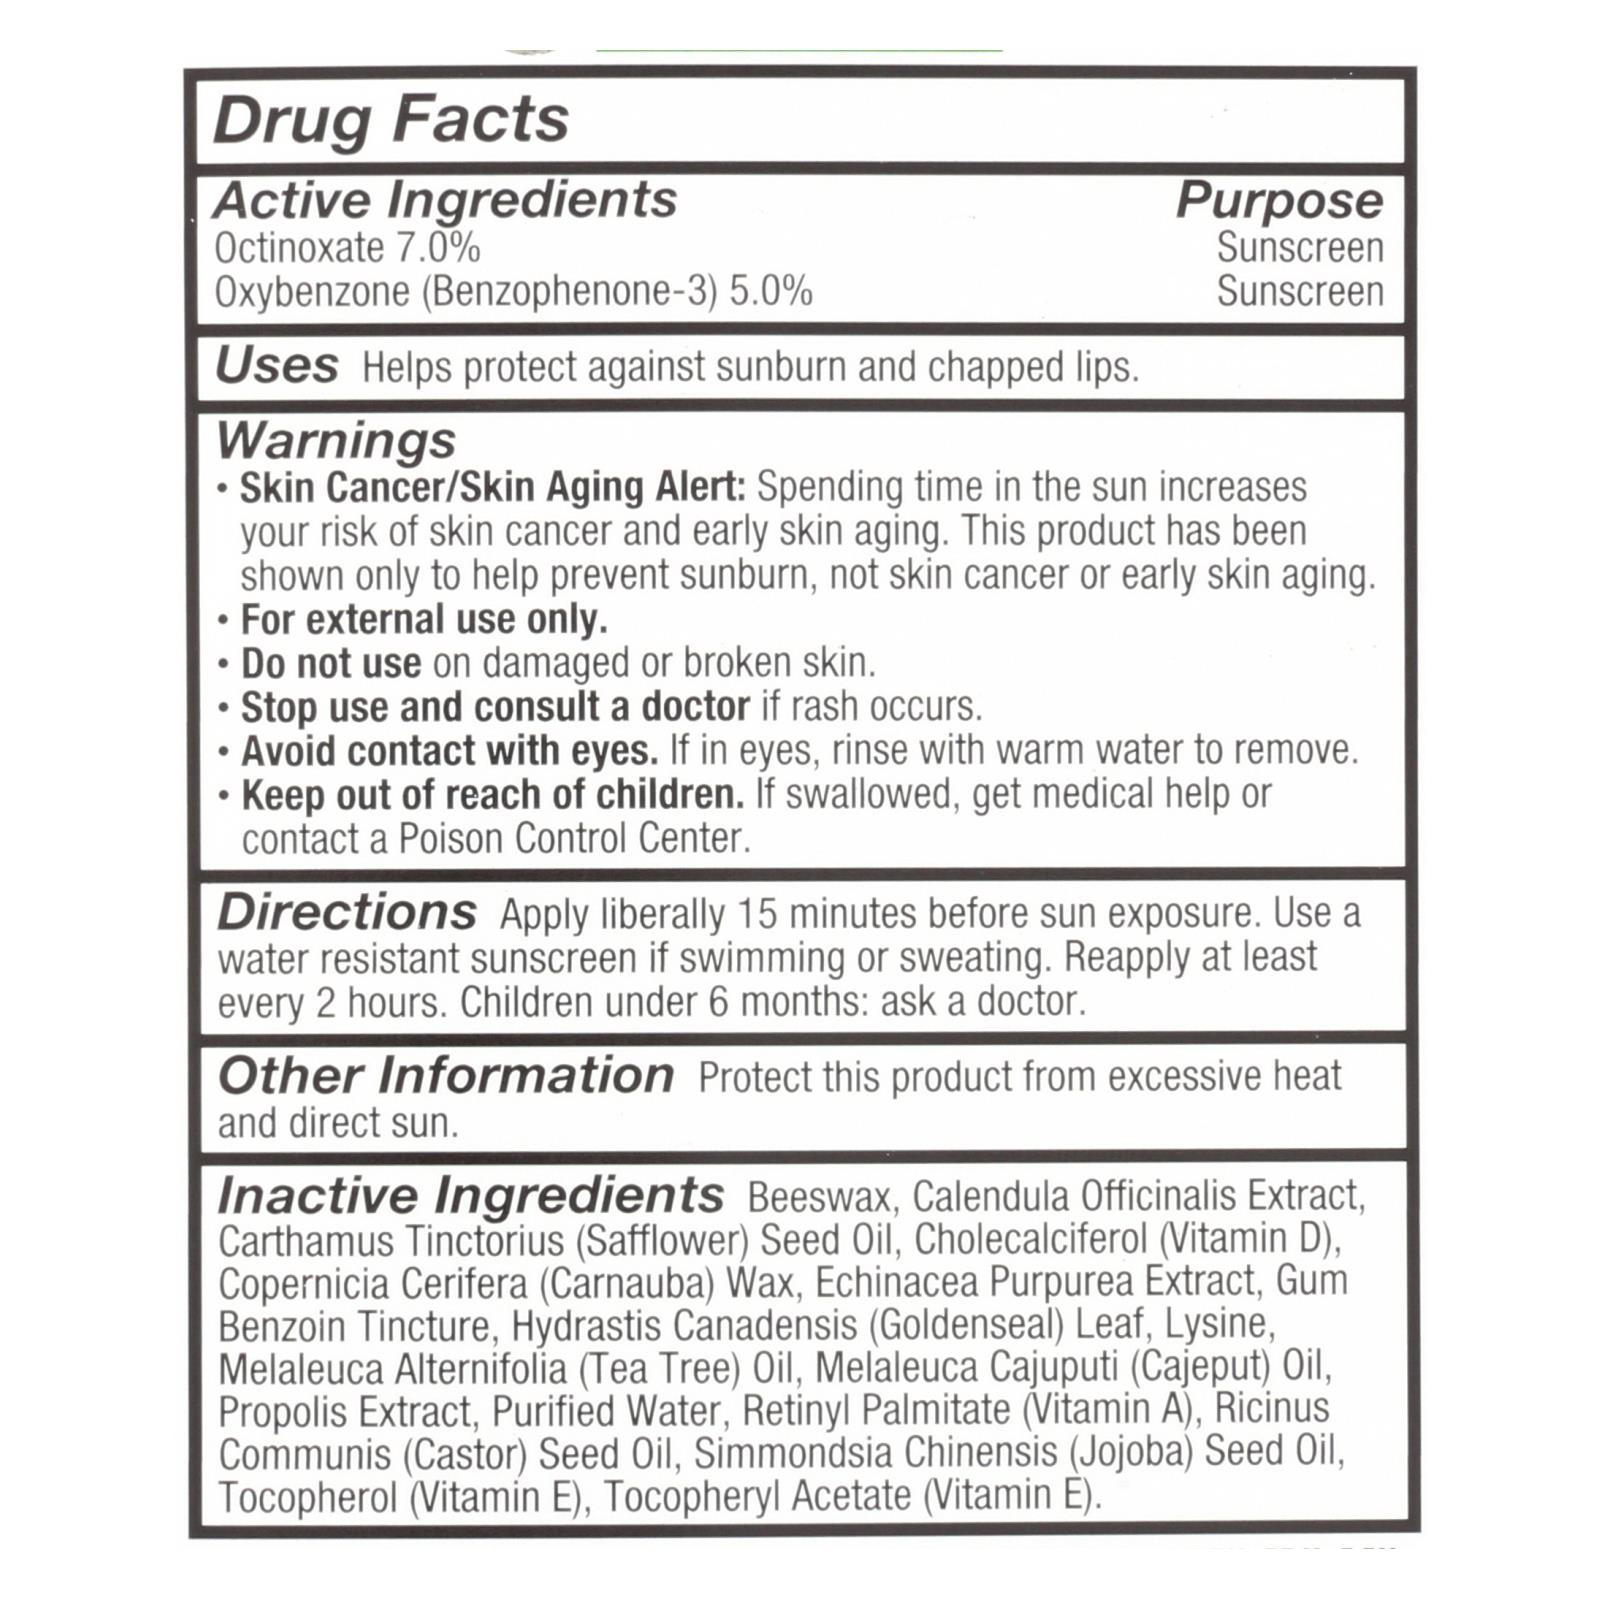 Drug Facts
Active Ingredients Purpose
Octinoxate 7.0% Sunscreen
Oxybenzone (Benzophenone-3) 5.0% Sunscreen
Uses Helps protect against sunburn and chapped lips.
Warnings
• Skin Cancer/Skin Aging Alert: Spending time in the sun increases
your risk of skin cancer and early skin aging. This product has been
shown only to help prevent sunburn, not skin cancer or early skin aging.
• For external use only.
• Do not use on damaged or broken skin.
• Stop use and consult a doctor if rash occurs.
• Avoid contact with eyes. If in eyes, rinse with warm water to remove.
• Keep out of reach of children. If swallowed, get medical help or
contact a Poison Control Center.
Directions Apply liberally 15 minutes before sun exposure. Use a
water resistant sunscreen if swimming or sweating. Reapply at least
every 2 hours. Children under 6 months: ask a doctor.
Other Information Protect this product from excessive heat
and direct sun.
Inactive Ingredients Beeswax, Calendula Officinalis Extract,
Carthamus Tinctorius (Safflower) Seed Oil, Cholecalciferol (Vitamin D),
Copernicia Cerifera (Carnauba) Wax, Echinacea Purpurea Extract, Gum
Benzoin Tincture, Hydrastis Canadensis (Goldenseal) Leaf, Lysine,
Melaleuca Alternifolia (Tea Tree) Oil, Melaleuca Cajuputi (Cajeput) Oil,
Propolis Extract, Purified Water, Retinyl Palmitate (Vitamin A), Ricinus
Communis (Castor) Seed Oil, Simmondsia Chinensis (Jojoba) Seed Oil,
Tocopherol (Vitamin E), Tocopheryl Acetate (Vitamin E).